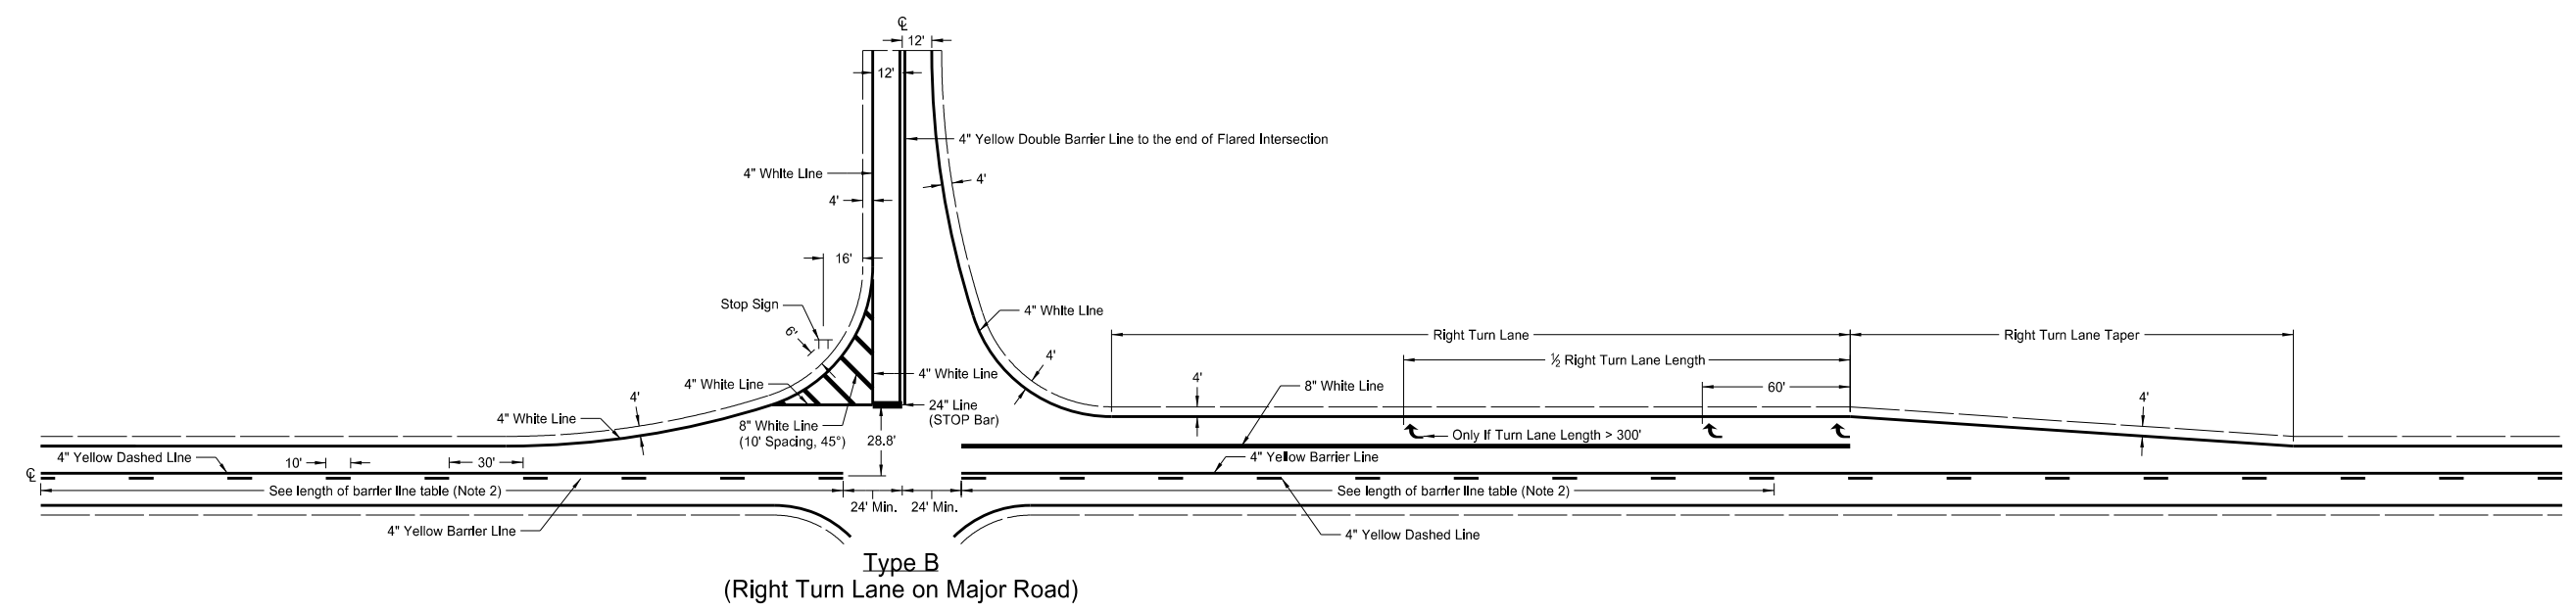 ℄
12'
12'
4" Yellow Double Barrier Line to the end of Flared Intersection
4" White Line
4'
4'
16'
Stop Sign
6'
4" White Line
Right Turn Lane
Right Turn Lane Taper
4'
½ Right Turn Lane Length
4" White Line
4" White Line
4'
8" White Line
60'
4'
4'
4" White Line
24" Line
(STOP Bar)
8" White Line
(10' Spacing, 45°)
28.8'
Only If Turn Lane Length > 300'
℄
4" Yellow Dashed Line
10'
30'
4" Yellow Barrier Line
See length of barrier line table (Note 2)
See length of barrier line table (Note 2)
24' Min.
24' Min.
4" Yellow Barrier Line
4" Yellow Dashed Line
Type B
(Right Turn Lane on Major Road)